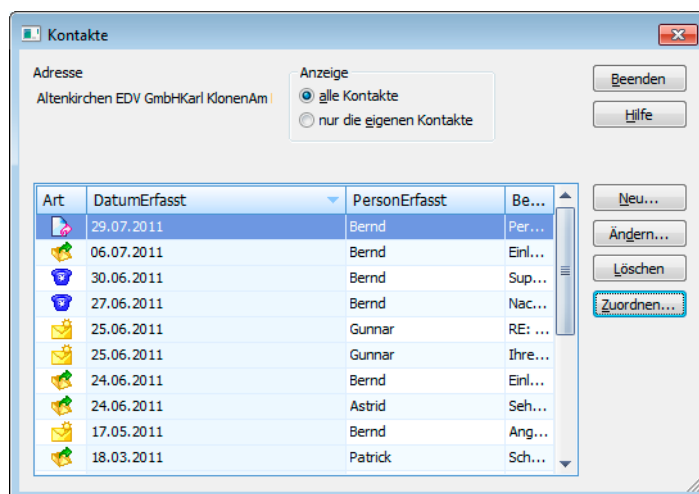 Kontakte
Adresse
Altenkirchen EDV GmbHKarl KlonenAm
Anzeige
alle Kontakte
nur die eigenen Kontakte
Beenden
Hilfe
Art DatumErfasst PersonErfasst Be...
29.07.2011 Bernd Per...
06.07.2011 Bernd Einl...
30.06.2011 Bernd Sup...
27.06.2011 Bernd Nac...
25.06.2011 Gunnar RE: ...
25.06.2011 Gunnar Ihre...
24.06.2011 Bernd Einl...
24.06.2011 Astrid Seh...
17.05.2011 Bernd Ang...
18.03.2011 Patrick Sch...
Neu...
Ändern...
Löschen
Zuordnen...